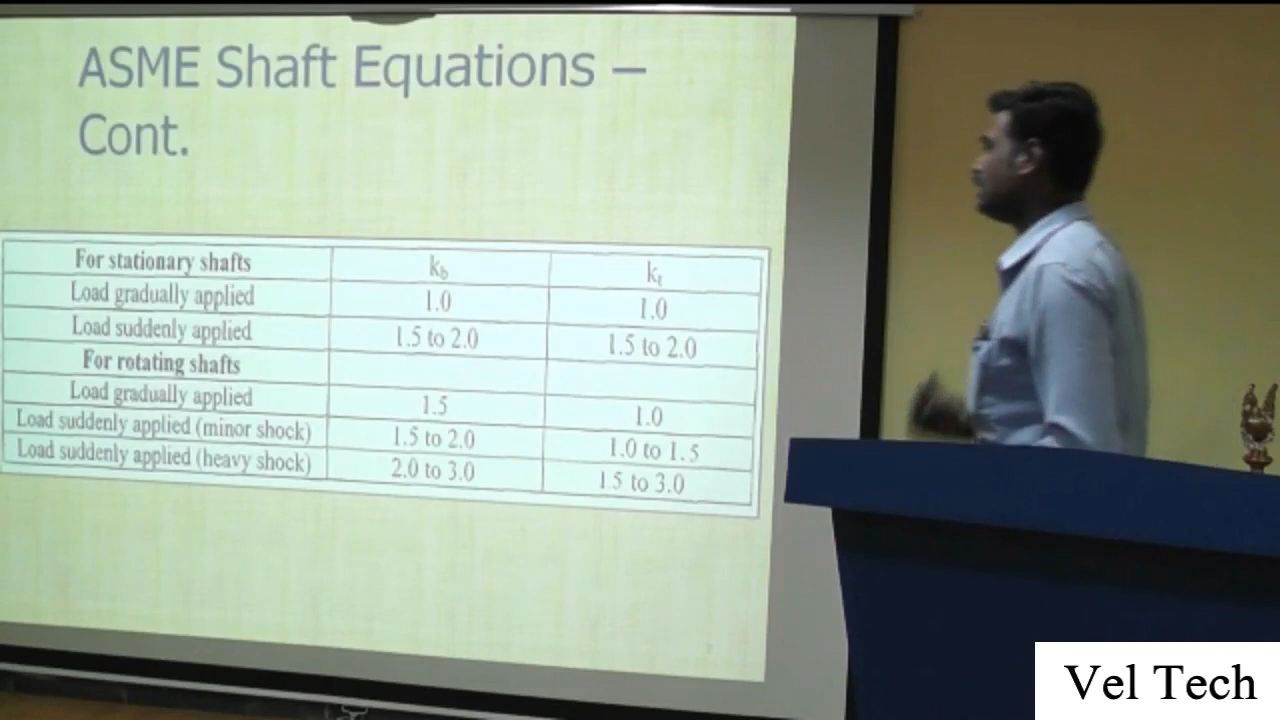 ASME Shaft Equations –
Cont.
For stationary shafts k_b k_t
Load gradually applied 1.0 1.0
Load suddenly applied 1.5 to 2.0 1.5 to 2.0
For rotating shafts
Load gradually applied 1.5 1.0
Load suddenly applied (minor shock) 1.5 to 2.0 1.0 to 1.5
Load suddenly applied (heavy shock) 2.0 to 3.0 1.5 to 3.0
Vel Tech